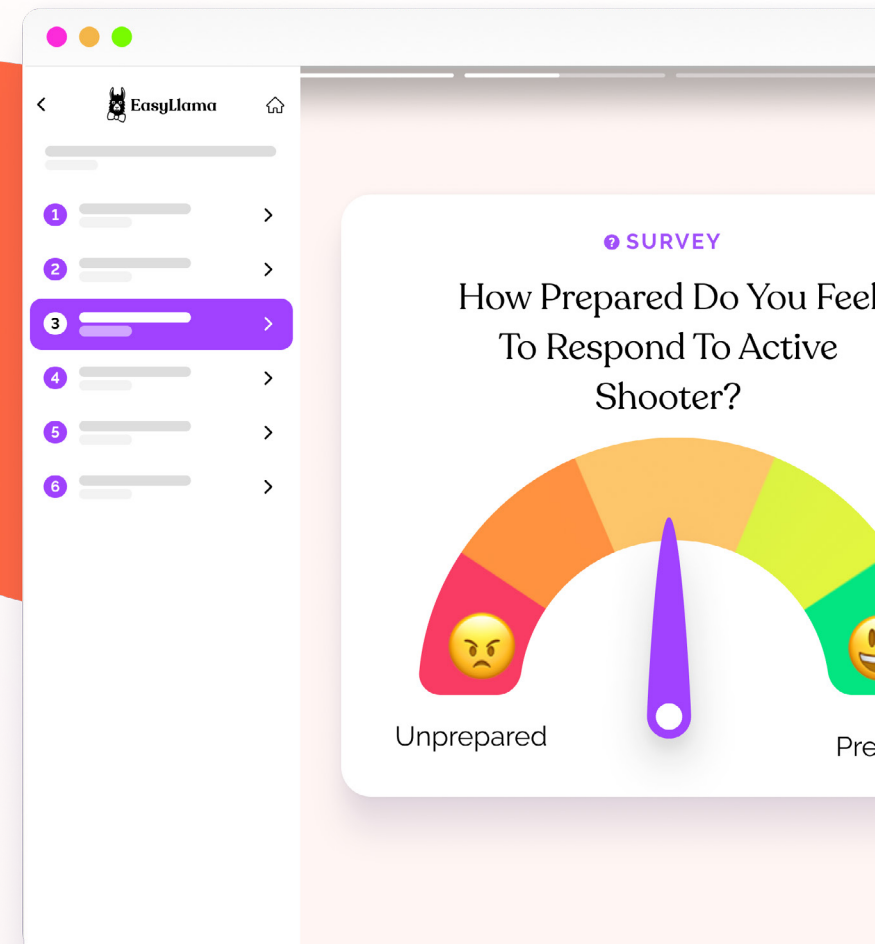 EasyLlama
1
2
3
4
5
6
SURVEY
How Prepared Do You Feel
To Respond To Active
Shooter?
Unprepared
Pre